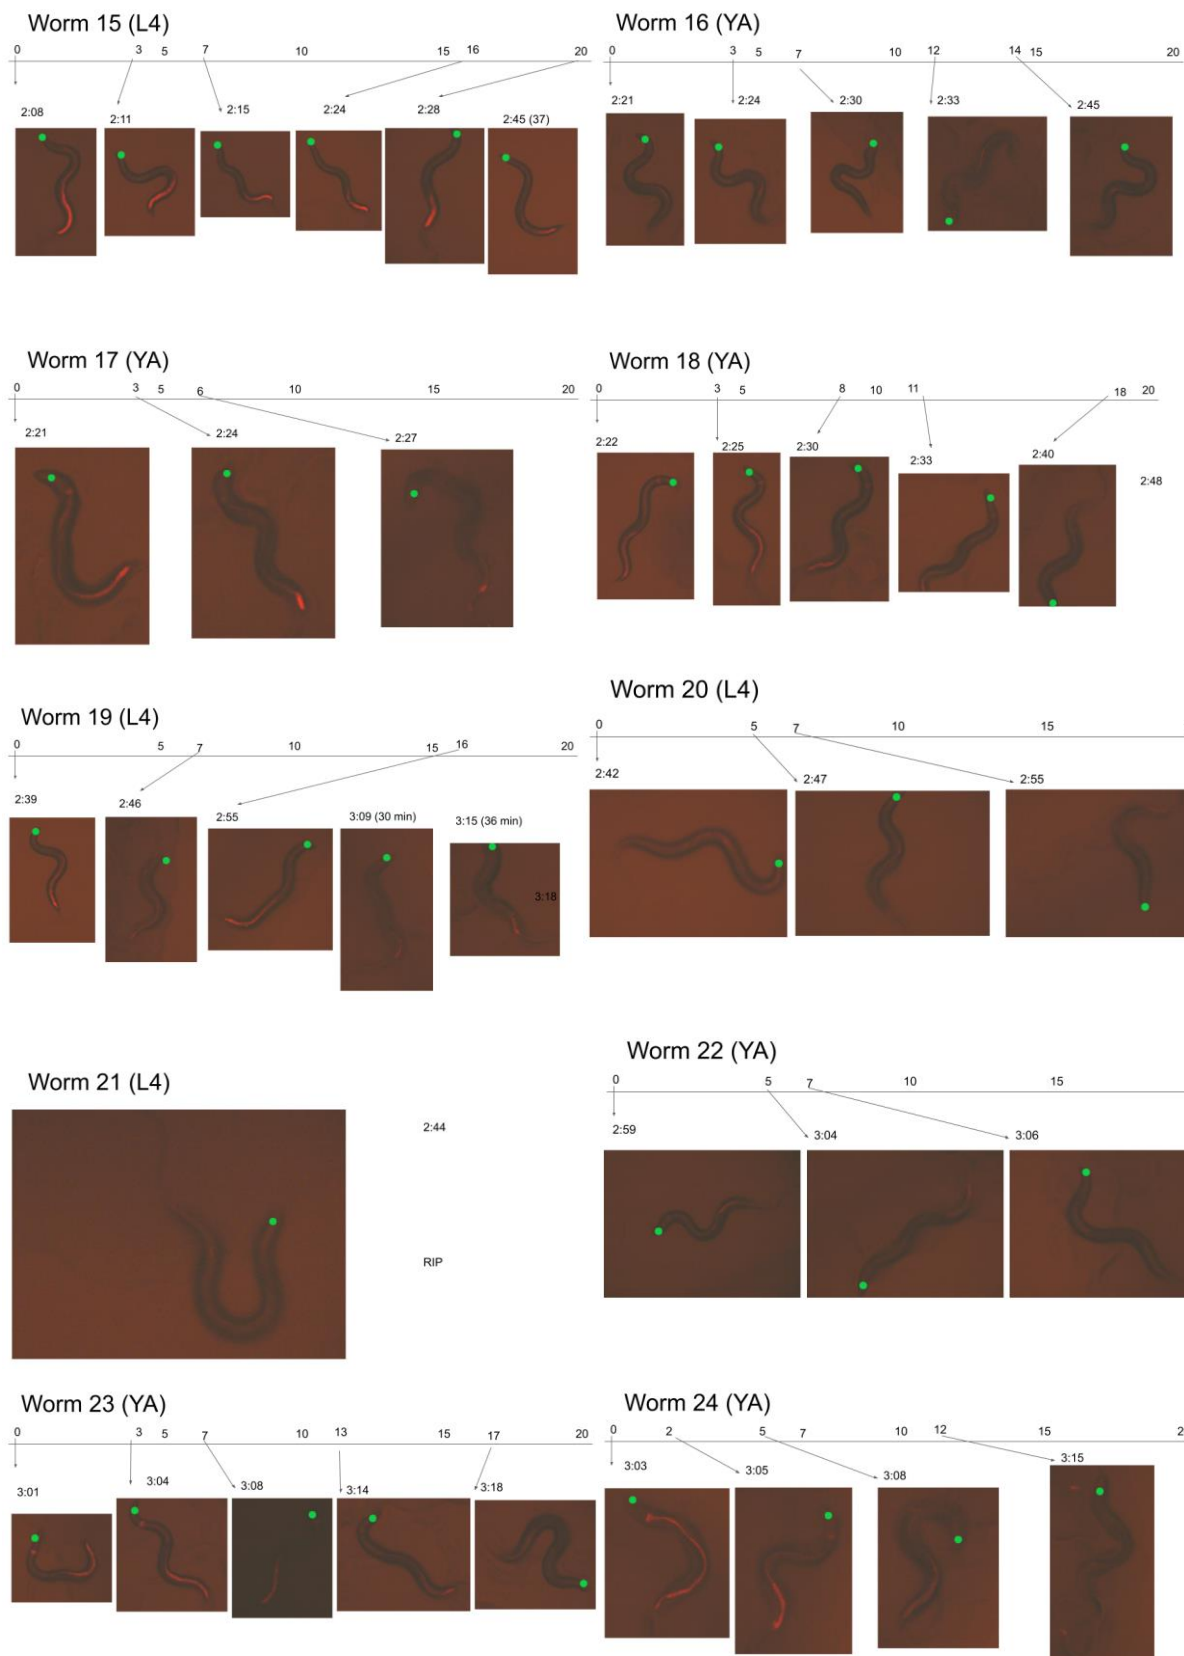 Worm 15 (L4)
0 3 5 7 10 15 16 20
2:08 2:11 2:15 2:24 2:28 2:45 (37)
Worm 16 (YA)
0 3 5 7 10 12 14 15 20
2:21 2:24 2:30 2:33 2:45
Worm 17 (YA)
0 3 5 6 10 15 20
2:21 2:24 2:27
Worm 18 (YA)
0 3 5 8 10 11 18 20
2:22 2:25 2:30 2:33 2:40
2:48
Worm 19 (L4)
0 5 7 10 15 16 20
2:39 2:46 2:55 3:09 (30 min) 3:15 (36 min)
3:18
Worm 20 (L4)
0 5 7 10 15
2:42 2:47 2:55
Worm 21 (L4)
2:44
RIP
Worm 22 (YA)
0 5 7 10 15
2:59 3:04 3:06
Worm 23 (YA)
0 3 5 7 10 13 15 17 20
3:01 3:04 3:08 3:14 3:18
Worm 24 (YA)
0 2 5 7 10 12 15 2
3:03 3:05 3:08 3:15